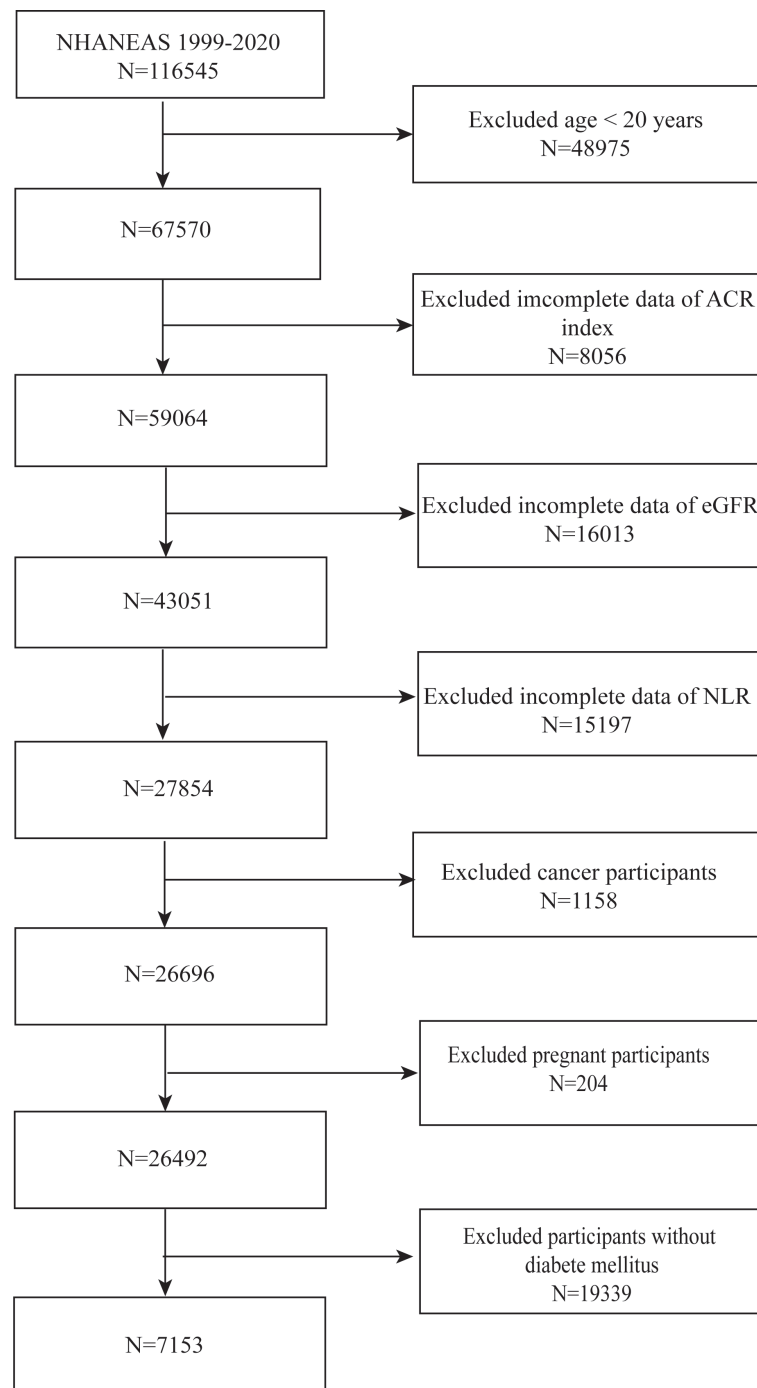 NHANEAS 1999-2020
N=116545
Excluded age < 20 years
N=48975
N=67570
Excluded imcomplete data of ACR
index
N=8056
N=59064
Excluded incomplete data of eGFR
N=16013
N=43051
Excluded incomplete data of NLR
N=15197
N=27854
Excluded cancer participants
N=1158
N=26696
Excluded pregnant participants
N=204
N=26492
Excluded participants without
diabete mellitus
N=19339
N=7153